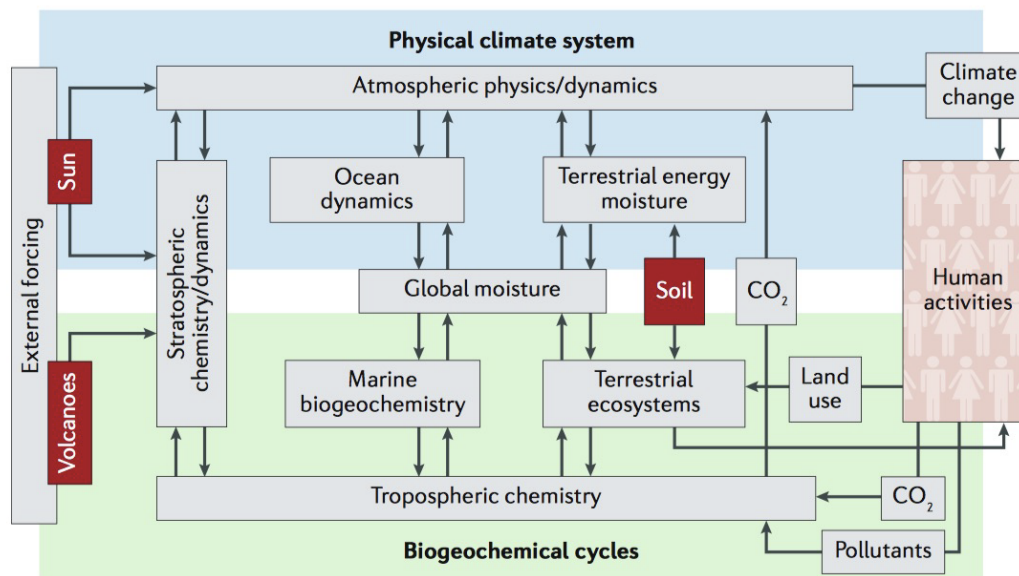 Physical climate system
Atmospheric physics/dynamics
Climate
change
External forcing
Sun
Volcanoes
Stratospheric
chemistry/dynamics
Ocean
dynamics
Terrestrial energy
moisture
Global moisture
Soil
CO₂
Human
activities
Marine
biogeochemistry
Terrestrial
ecosystems
Land
use
Tropospheric chemistry
CO₂
Pollutants
Biogeochemical cycles